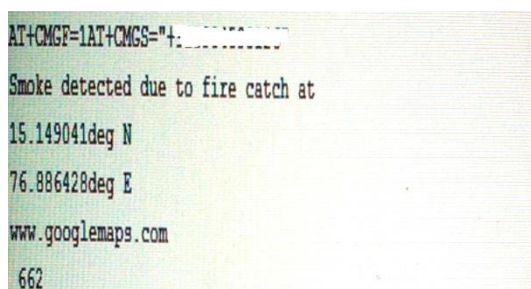 AT+CMGF=1AT+CMGS="+
Smoke detected due to fire catch at
15.149041deg N
76.886428deg E
www.googlemaps.com
662